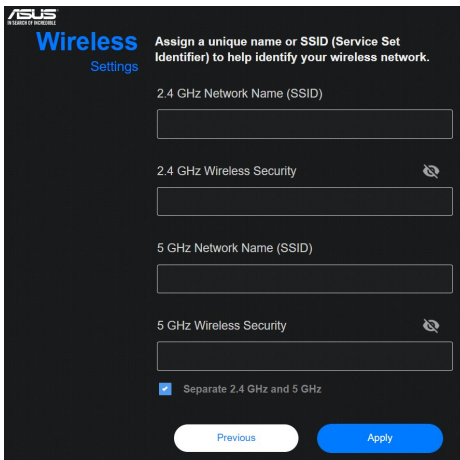 ASUS
IN SEARCH OF INCREDIBLE
Wireless
Settings
Assign a unique name or SSID (Service Set
Identifier) to help identify your wireless network.
2.4 GHz Network Name (SSID)
2.4 GHz Wireless Security
5 GHz Network Name (SSID)
5 GHz Wireless Security
Separate 2.4 GHz and 5 GHz
Previous
Apply